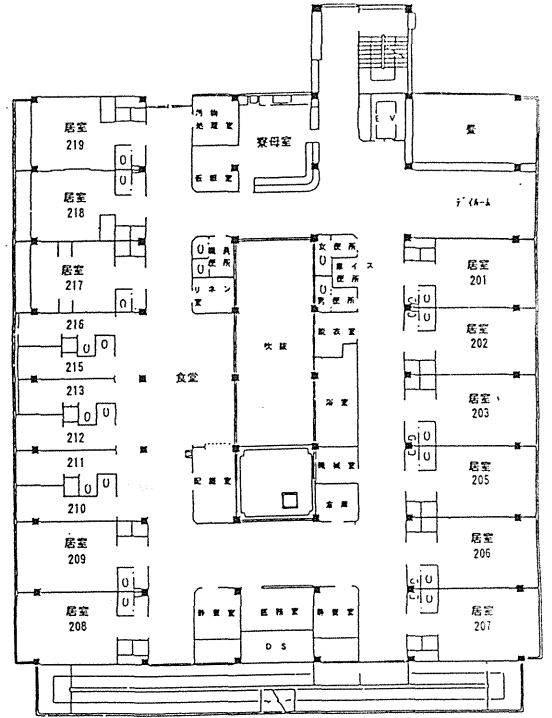 汚物
処理室
寮母室
仮眠室
EV
畳
デイルーム
居室
219
居室
218
居室
217
216
215
213
212
211
210
居室
209
居室
208
職員
便所
リネン
室
女便所
車イス
便所
男便所
脱衣室
吹抜
食堂
浴室
配膳室
機械室
倉庫
静養室
医務室
静養室
DS
居室
201
居室
202
居室
203
居室
205
居室
206
居室
207